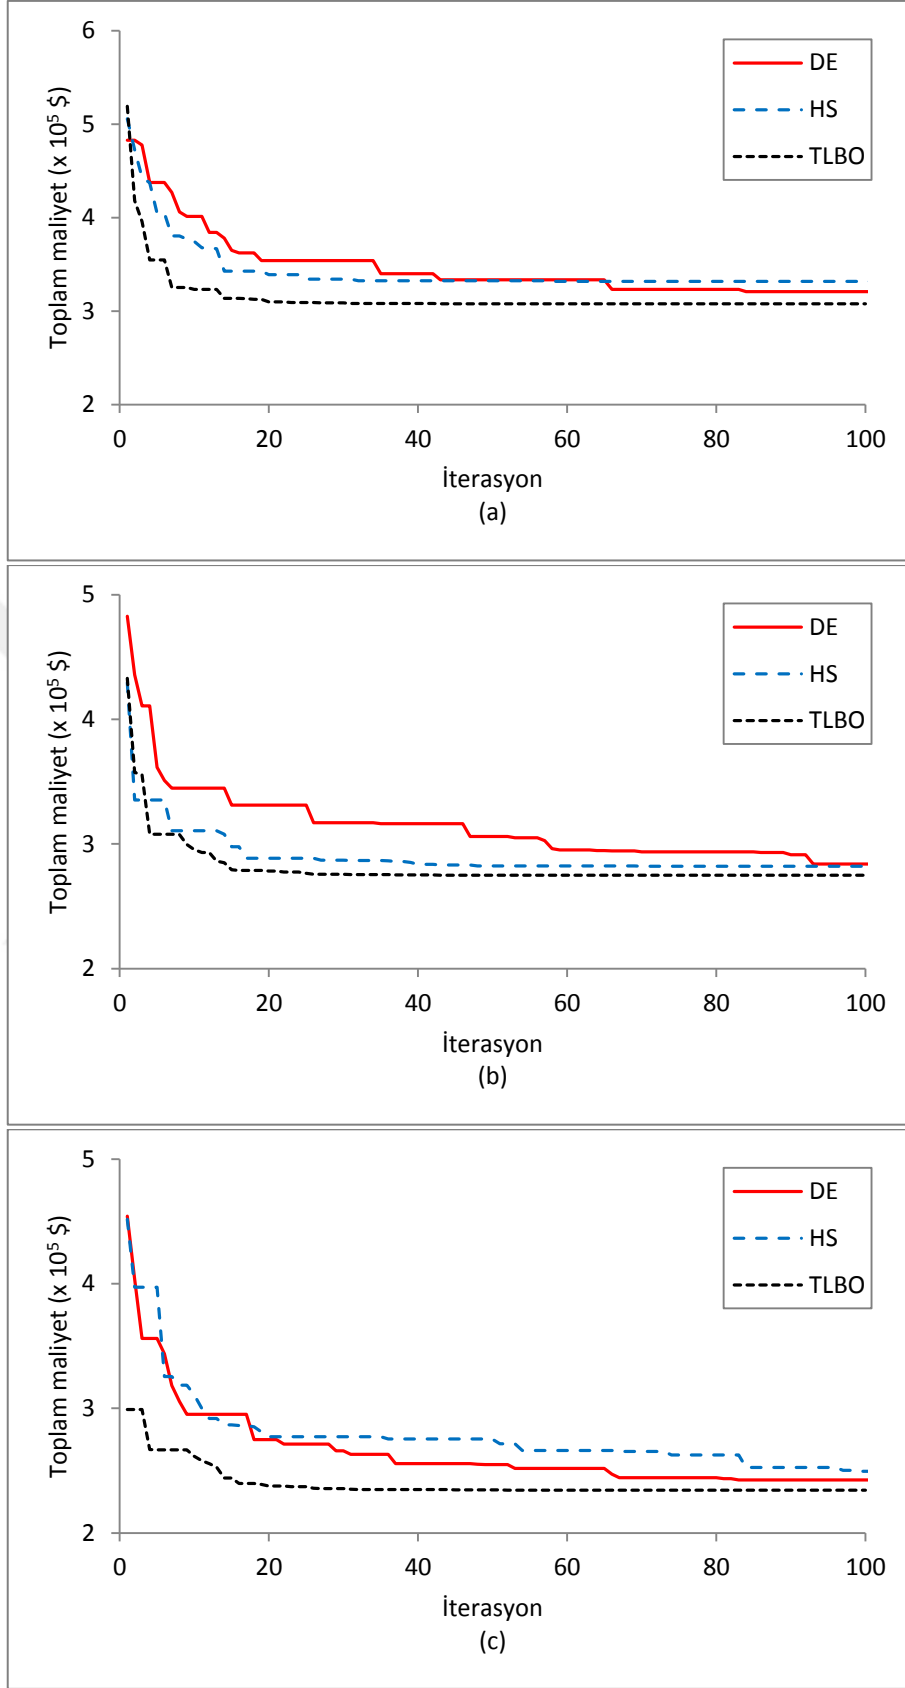 6
5
4
3
2
Toplam maliyet (x 10⁵ $)
DE
HS
TLBO
0 20 40 60 80 100
İterasyon
(a)
5
4
3
2
Toplam maliyet (x 10⁵ $)
DE
HS
TLBO
0 20 40 60 80 100
İterasyon
(b)
5
4
3
2
Toplam maliyet (x 10⁵ $)
DE
HS
TLBO
0 20 40 60 80 100
İterasyon
(c)